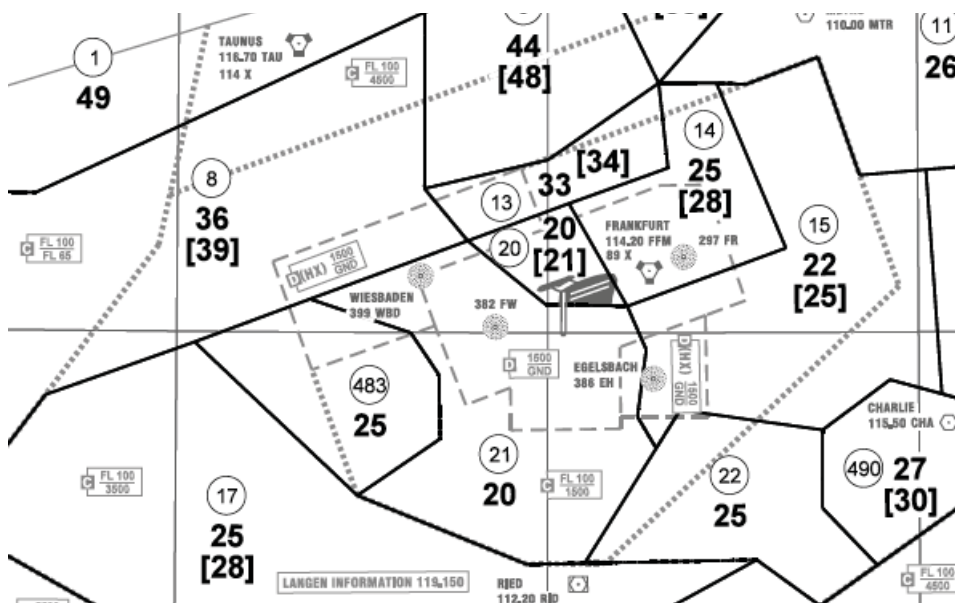 1
49
TAUNUS
116.70 TAU
114 X
C
FL 100
4500
44
[48]
110.00 MTR
11
26
8
36
[39]
C
FL 100
FL 65
13
33
[34]
14
25
[28]
20
20
[21]
FRANKFURT
114.20 FFM
89 X
297 FR
15
22
[25]
D(HX)
1500
GND
WIESBADEN
399 WBD
382 FW
D
1500
GND
EGELSBACH
386 EH
D(HX)
1500
GND
483
25
CHARLIE
115.50 CHA
490
27
[30]
C
FL 100
3500
17
25
[28]
21
20
C
FL 100
1500
22
25
LANGEN INFORMATION 119.150
RIED
112.20 RID
C
FL 100
4500